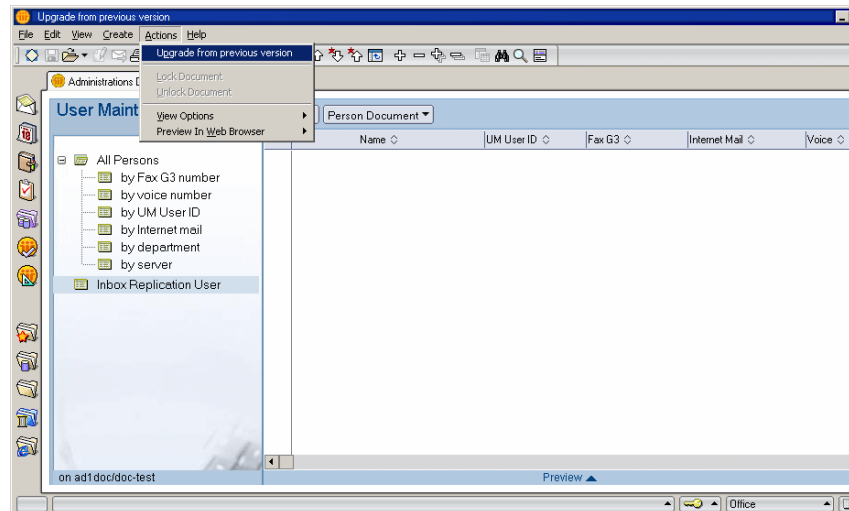 Upgrade from previous version
File Edit View Create Actions Help
Upgrade from previous version
Administrations D
Lock Document
Unlock Document
User Maint
View Options
Person Document
Preview In Web Browser
Name UM User ID Fax G3 Internet Mail Voice
All Persons
by Fax G3 number
by voice number
by UM User ID
by Internet mail
by department
by server
Inbox Replication User
on ad1doc/doc-test
Preview
Office